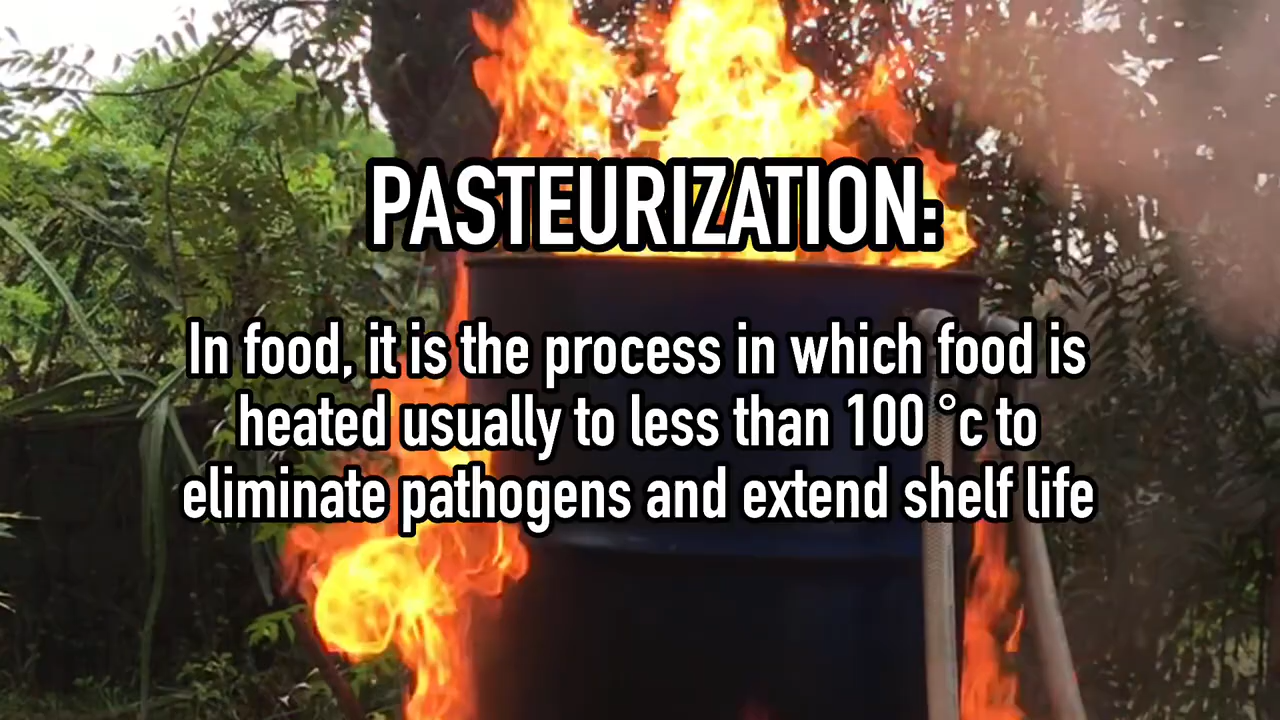 PASTEURIZATION:
In food, it is the process in which food is
heated usually to less than 100 °c to
eliminate pathogens and extend shelf life